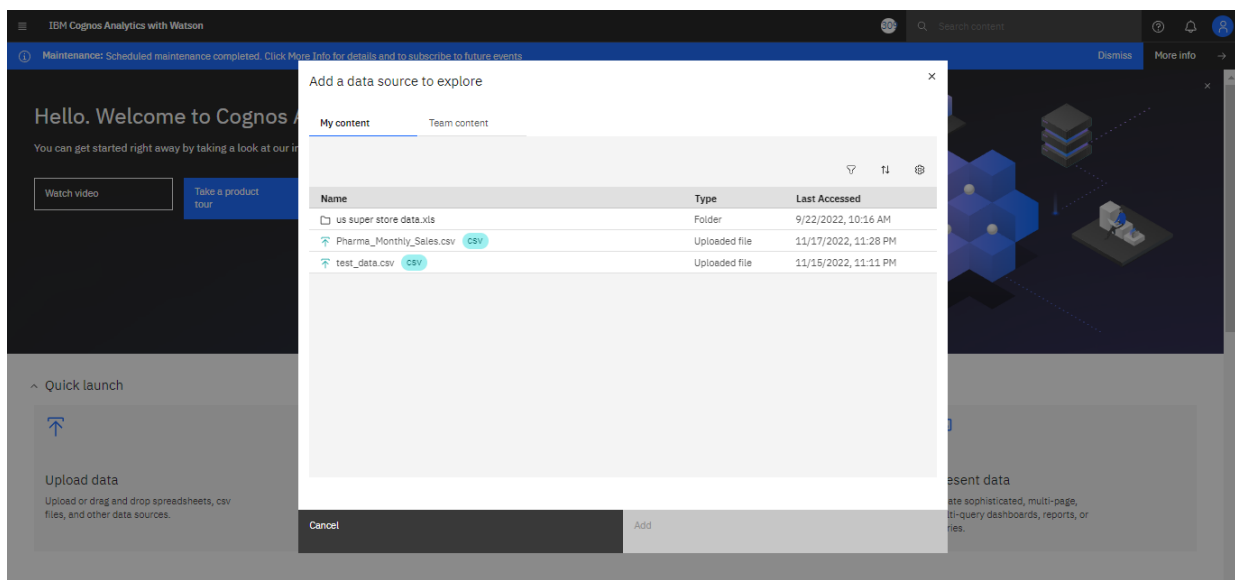 IBM Cognos Analytics with Watson
30
Search content
Maintenance: Scheduled maintenance completed. Click More Info for details and to subscribe to future events
Dismiss
More info
Hello. Welcome to Cognos
You can get started right away by taking a look at our
Watch video
Take a product
tour
Add a data source to explore
My content
Team content
Name Type Last Accessed
us super store data.xls Folder 9/22/2022, 10:16 AM
Pharma_Monthly_Sales.csv CSV Uploaded file 11/17/2022, 11:28 PM
test_data.csv CSV Uploaded file 11/15/2022, 11:11 PM
Cancel
Add
Quick launch
Upload data
Upload or drag and drop spreadsheets, csv
files, and other data sources.
esent data
ate sophisticated, multi-page,
lti-query dashboards, reports, or
ries.